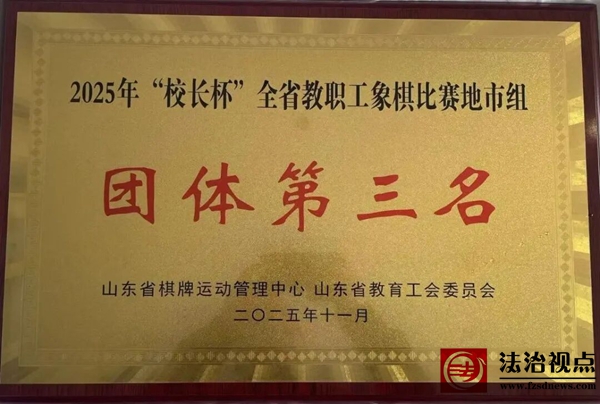 2025年“校长杯”全省教职工象棋比赛地市组
团体第三名
山东省棋牌运动管理中心 山东省教育工会委员会
二〇二五年十一月
法治视点
www.fzsdnews.com